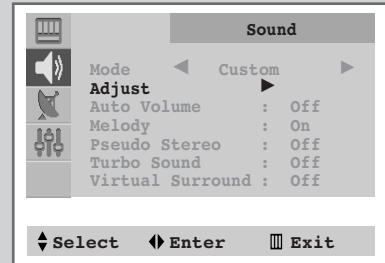 Sound
Mode ◀ Custom ▶
Adjust ▶
Auto Volume : Off
Melody : On
Pseudo Stereo : Off
Turbo Sound : Off
Virtual Surround : Off
Select Enter Exit